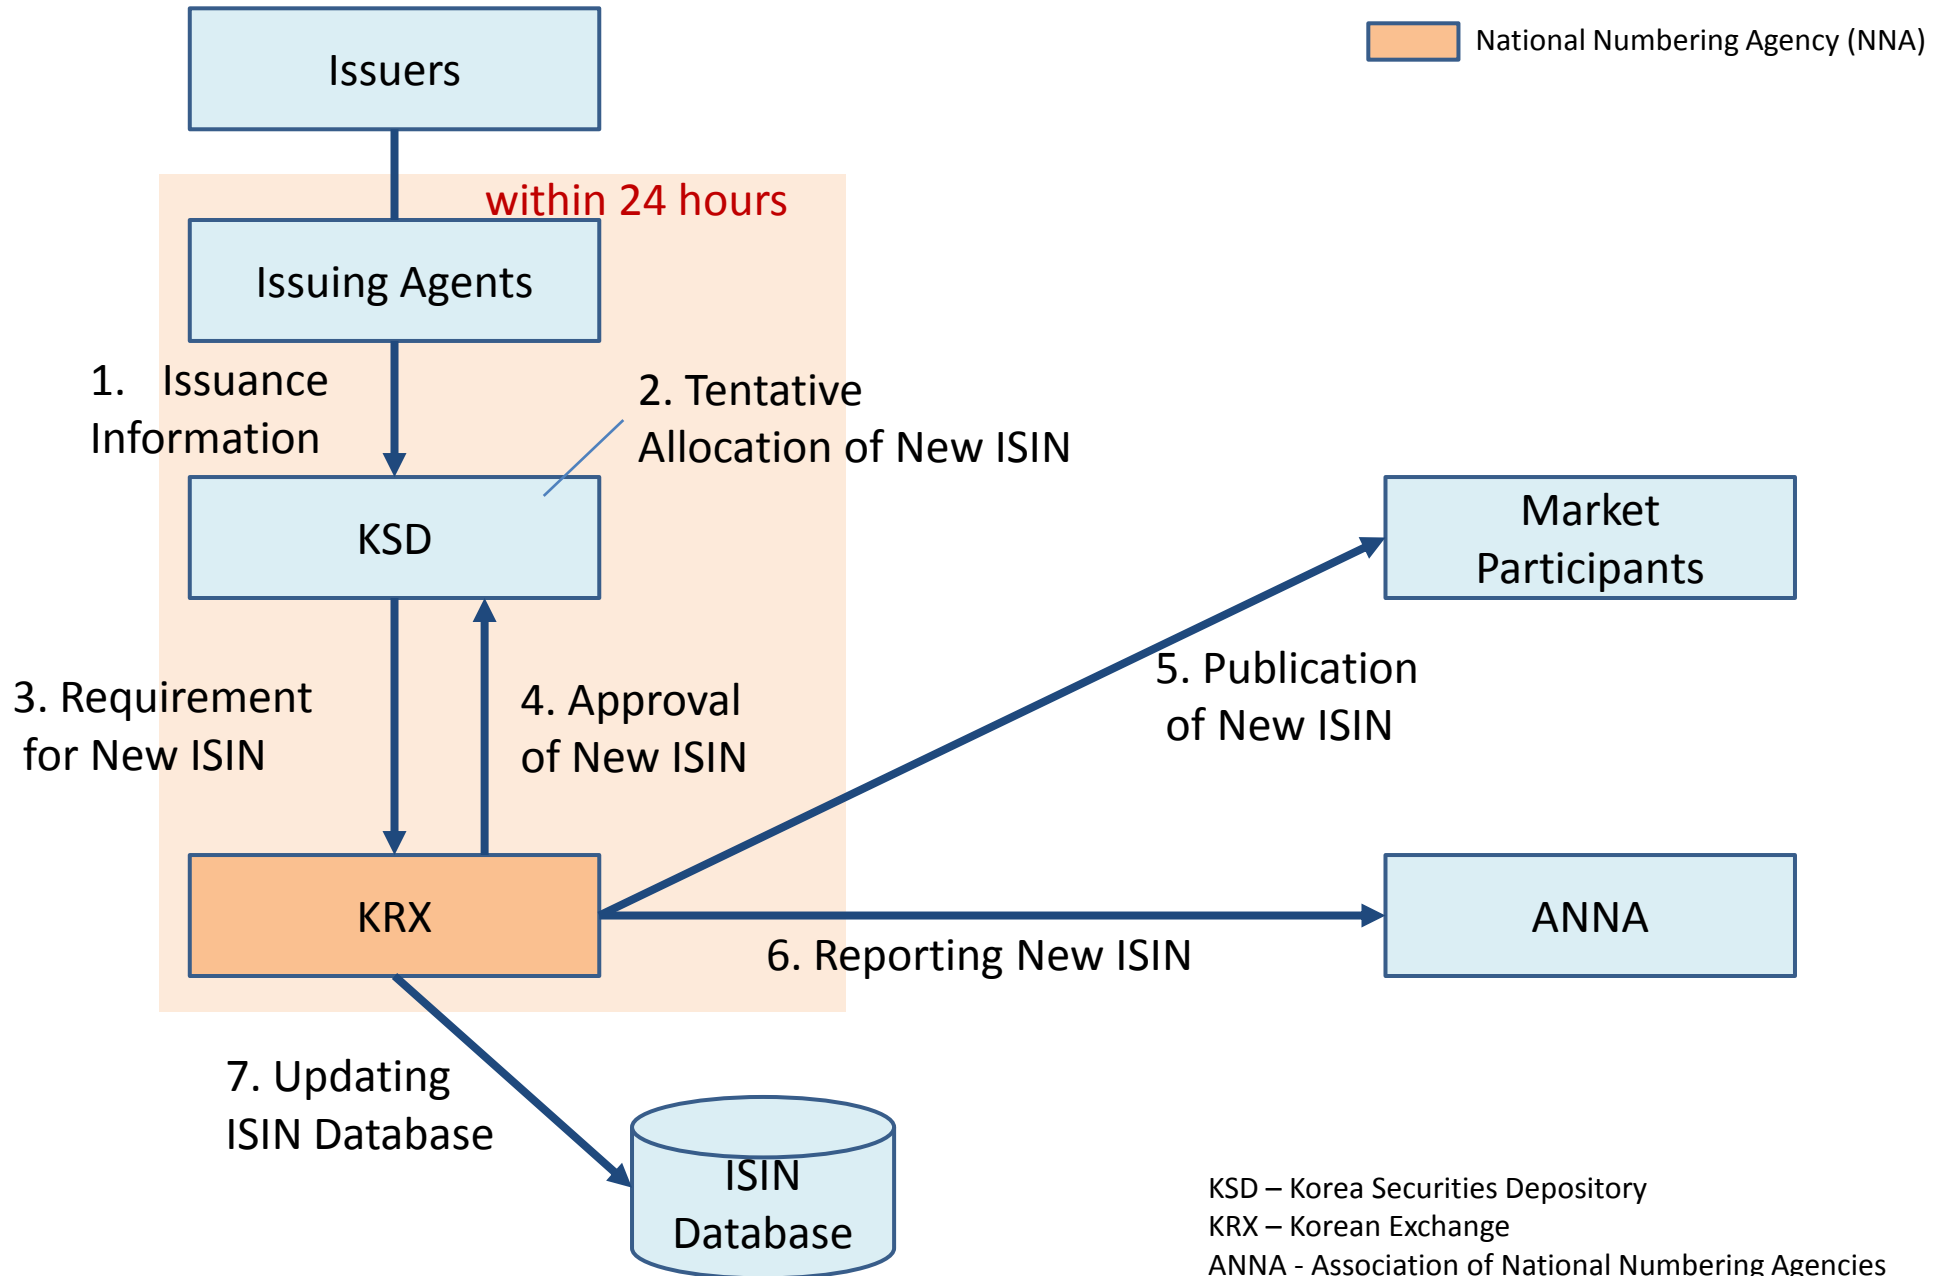 Issuers
National Numbering Agency (NNA)
within 24 hours
Issuing Agents
1. Issuance
Information
2. Tentative
Allocation of New ISIN
KSD
Market
Participants
3. Requirement
for New ISIN
4. Approval
of New ISIN
5. Publication
of New ISIN
KRX
ANNA
6. Reporting New ISIN
7. Updating
ISIN Database
ISIN
Database
KSD – Korea Securities Depository
KRX – Korean Exchange
ANNA - Association of National Numbering Agencies